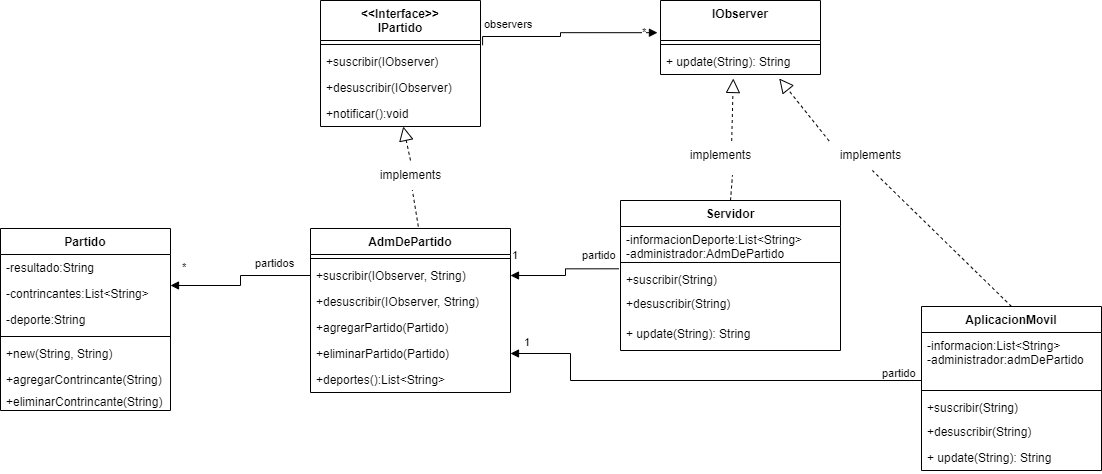 <<Interface>>
IPartido
+suscribir(IObserver)
+desuscribir(IObserver)
+notificar():void
observers
*
IObserver
+ update(String): String
implements
implements
implements
Partido
-resultado:String
-contrincantes:List<String>
-deporte:String
+new(String, String)
+agregarContrincante(String)
+eliminarContrincante(String)
*
partidos
AdmDePartido
+suscribir(IObserver, String)
+desuscribir(IObserver, String)
+agregarPartido(Partido)
+eliminarPartido(Partido)
+deportes():List<String>
1
partido
1
partido
Servidor
-informacionDeporte:List<String>
-administrador:AdmDePartido
+suscribir(String)
+desuscribir(String)
+ update(String): String
AplicacionMovil
-informacion:List<String>
-administrador:admDePartido
+suscribir(String)
+desuscribir(String)
+ update(String): String